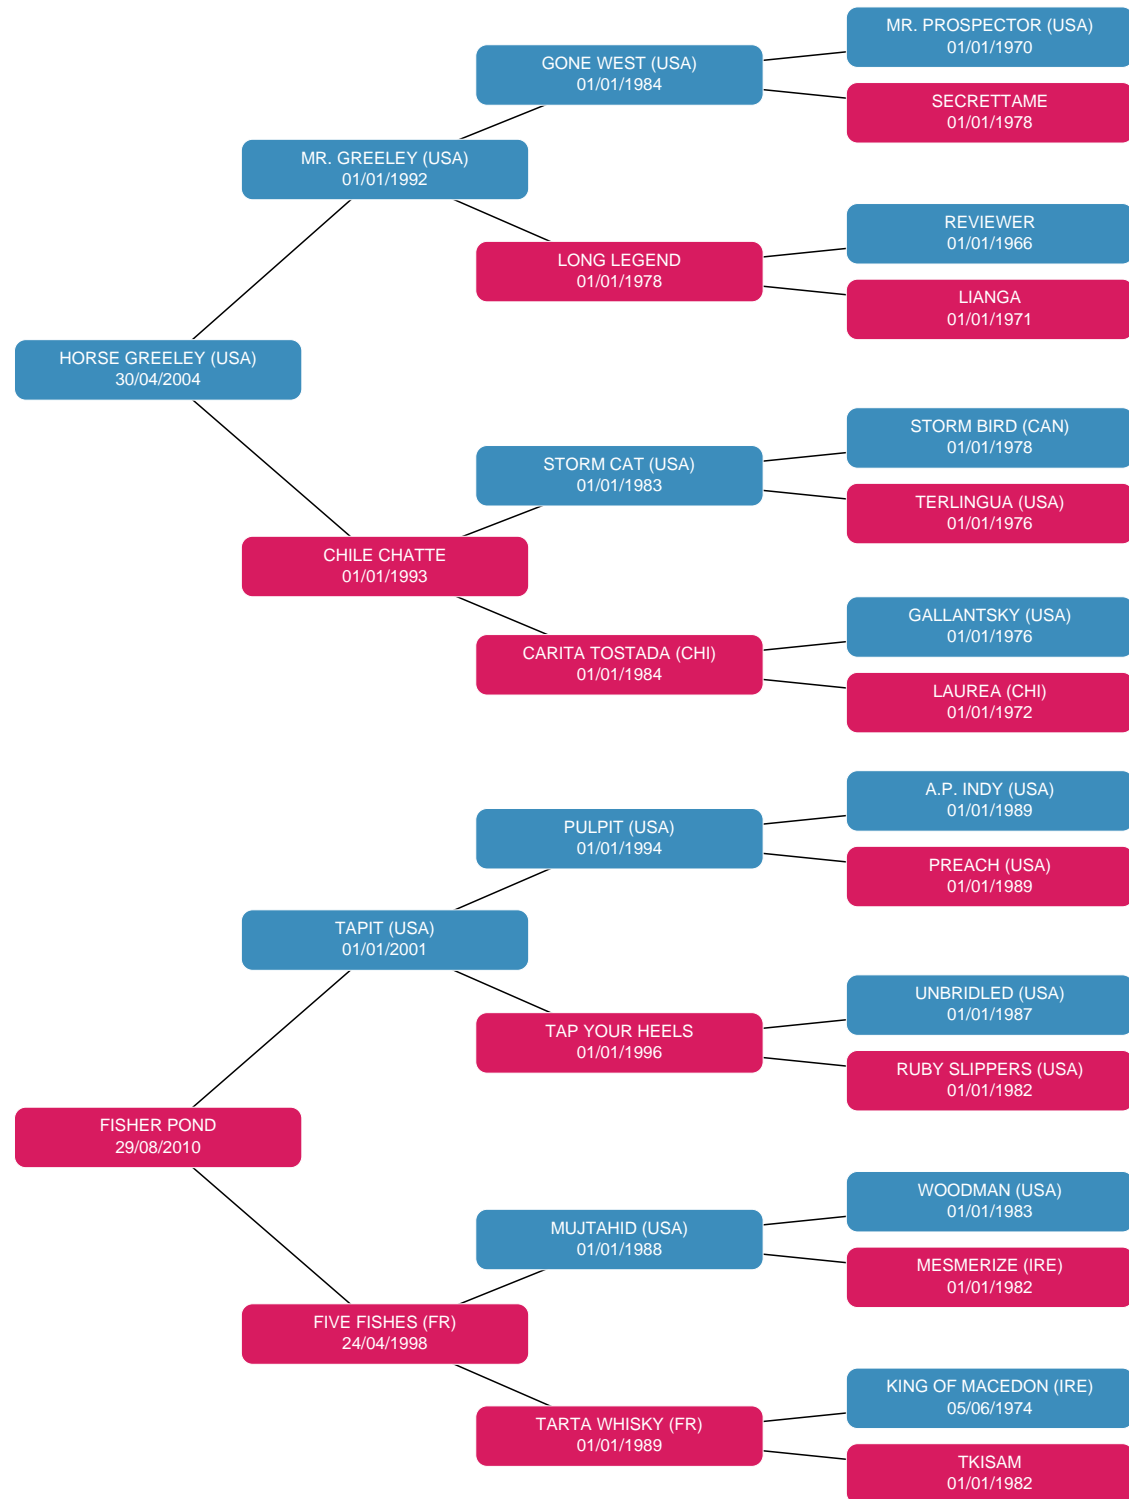 MR. PROSPECTOR (USA)
01/01/1970
GONE WEST (USA)
01/01/1984
SECRETTAME
01/01/1978
MR. GREELEY (USA)
01/01/1992
REVIEWER
01/01/1966
LONG LEGEND
01/01/1978
LIANGA
01/01/1971
HORSE GREELEY (USA)
30/04/2004
STORM BIRD (CAN)
01/01/1978
STORM CAT (USA)
01/01/1983
TERLINGUA (USA)
01/01/1976
CHILE CHATTE
01/01/1993
GALLANTSKY (USA)
01/01/1976
CARITA TOSTADA (CHI)
01/01/1984
LAUREA (CHI)
01/01/1972
A.P. INDY (USA)
01/01/1989
PULPIT (USA)
01/01/1994
PREACH (USA)
01/01/1989
TAPIT (USA)
01/01/2001
UNBRIDLED (USA)
01/01/1987
TAP YOUR HEELS
01/01/1996
RUBY SLIPPERS (USA)
01/01/1982
FISHER POND
29/08/2010
WOODMAN (USA)
01/01/1983
MUJTAHID (USA)
01/01/1988
MESMERIZE (IRE)
01/01/1982
FIVE FISHES (FR)
24/04/1998
KING OF MACEDON (IRE)
05/06/1974
TARTA WHISKY (FR)
01/01/1989
TKISAM
01/01/1982